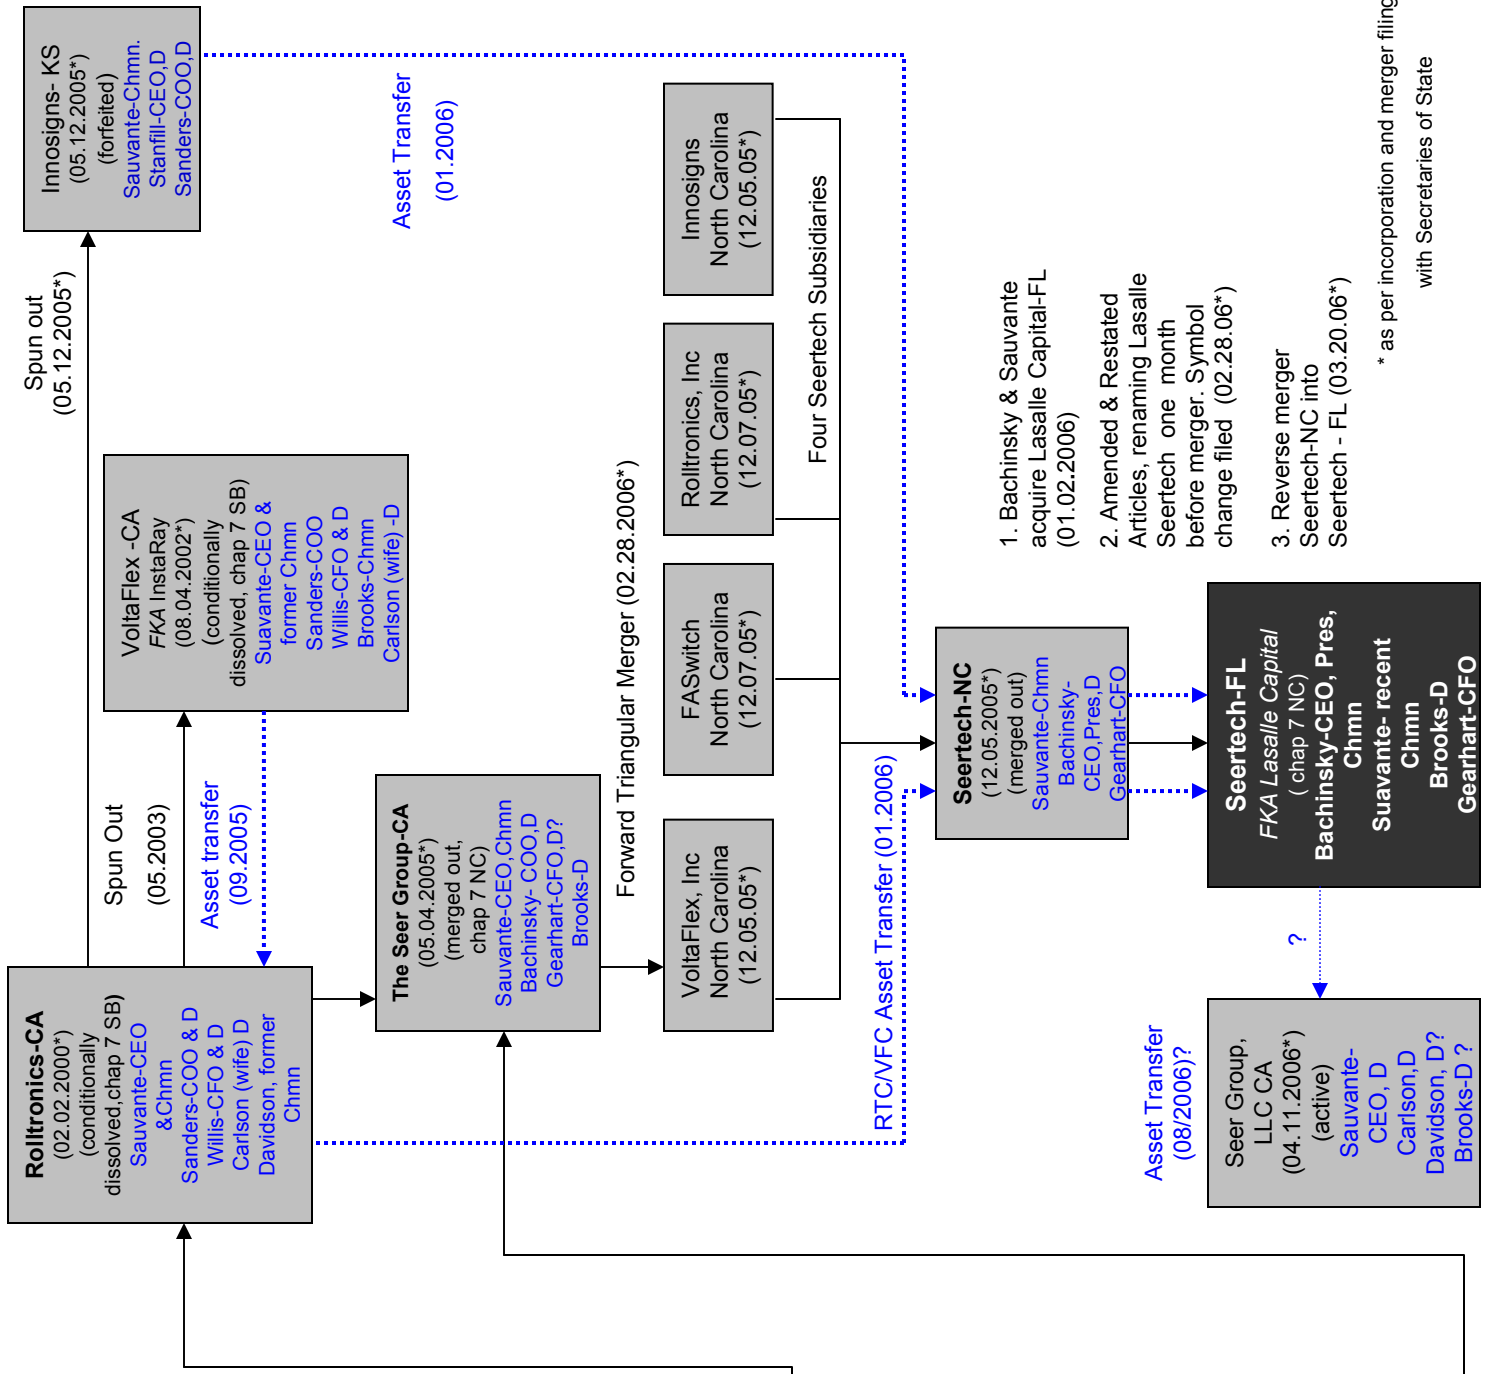 Rolltronics-CA
(02.02.2000*)
(conditionally
dissolved,chap 7 SB)
Sauvante-CEO
&Chmn
Sanders-COO & D
Willis-CFO & D
Carlson (wife) D
Davidson, former
Chmn
Spun out
(05.12.2005*)
Innosigns- KS
(05.12.2005*)
(forfeited)
Sauvante-Chmn.
Stanfill-CEO,D
Sanders-COO,D
Spun Out
(05.2003)
Asset transfer
(09.2005)
VoltaFlex -CA
FKA InstaRay
(08.04.2002*)
(conditionally
dissolved, chap 7 SB)
Suavante-CEO &
former Chmn
Sanders-COO
Willis-CFO & D
Brooks-Chmn
Carlson (wife) -D
Asset Transfer
(01.2006)
The Seer Group-CA
(05.04.2005*)
(merged out,
chap 7 NC)
Sauvante-CEO,Chmn
Bachinsky- COO,D
Gearhart-CFO,D?
Brooks-D
Forward Triangular Merger (02.28.2006*)
VoltaFlex, Inc
North Carolina
(12.05.05*)
FASwitch
North Carolina
(12.07.05*)
Rolltronics, Inc
North Carolina
(12.07.05*)
Innosigns
North Carolina
(12.05.05*)
Four Seertech Subsidiaries
RTC/VFC Asset Transfer (01.2006)
Seertech-NC
(12.05.2005*)
(merged out)
Sauvante-Chmn
Bachinsky-
CEO,Pres,D
Gearhart-CFO
1. Bachinsky & Sauvante
acquire Lasalle Capital-FL
(01.02.2006)
2. Amended & Restated
Articles, renaming Lasalle
Seertech one month
before merger. Symbol
change filed (02.28.06*)
3. Reverse merger
Seertech-NC into
Seertech - FL (03.20.06*)
Asset Transfer
(08/2006)?
Seer Group,
LLC CA
(04.11.2006*)
(active)
Sauvante-
CEO, D
Carlson,D
Davidson, D?
Brooks-D ?
?
Seertech-FL
FKA Lasalle Capital
( chap 7 NC)
Bachinsky-CEO, Pres,
Chmn
Suavante- recent
Chmn
Brooks-D
Gearhart-CFO
* as per incorporation and merger filing
with Secretaries of State